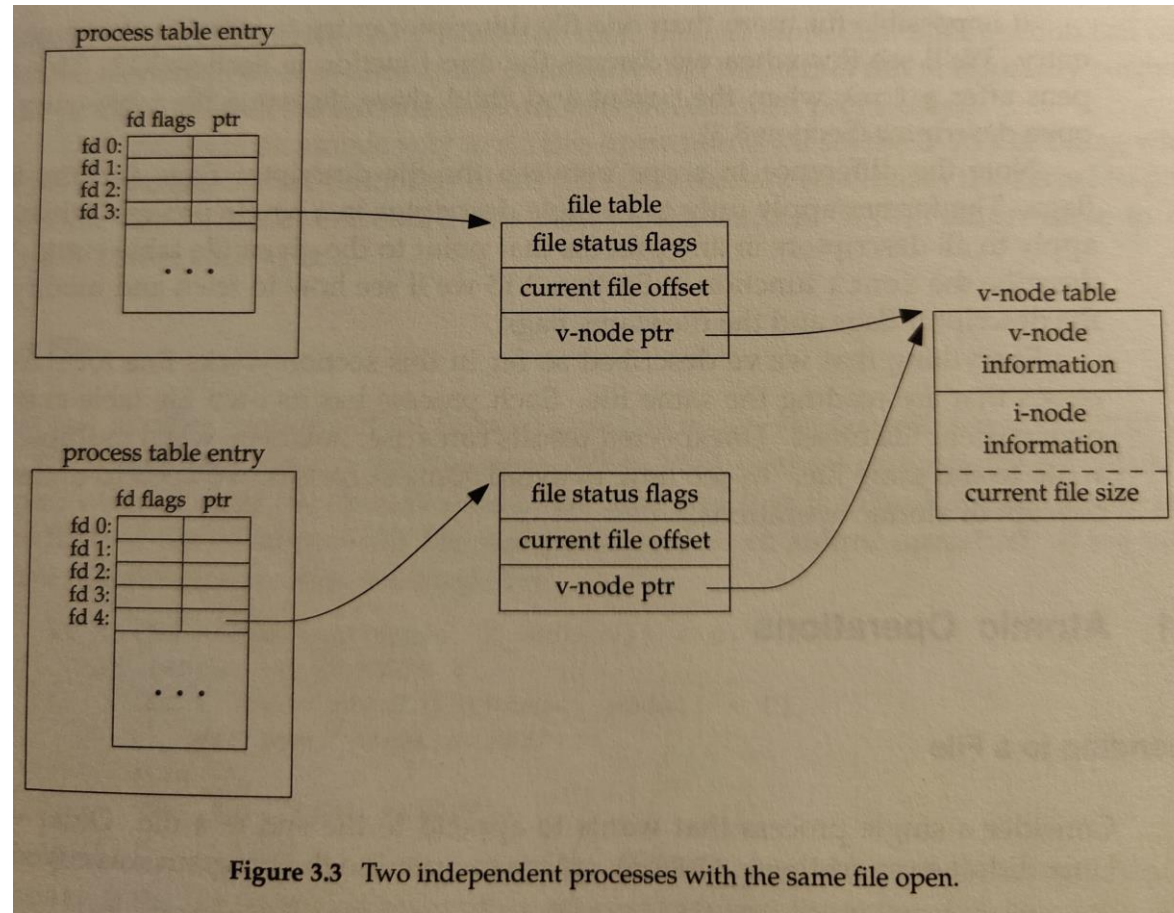 process table entry
fd flags ptr
fd 0:
fd 1:
fd 2:
fd 3:
. . .
file table
file status flags
current file offset
v-node ptr
v-node table
v-node
information
i-node
information
current file size
process table entry
fd flags ptr
fd 0:
fd 1:
fd 2:
fd 3:
fd 4:
. . .
file status flags
current file offset
v-node ptr
Figure 3.3 Two independent processes with the same file open.